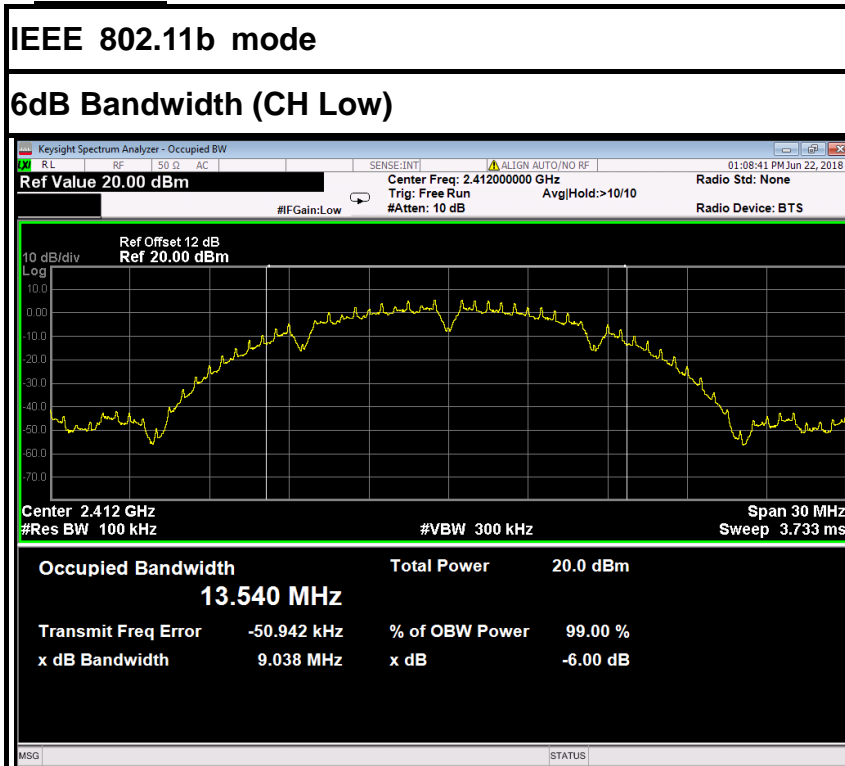 IEEE 802.11b mode
6dB Bandwidth (CH Low)
Keysight Spectrum Analyzer - Occupied BW
LXI RL RF 50 Ω AC SENSE:INT ALIGN AUTO/NO RF 01:08:41 PM Jun 22, 2018
Ref Value 20.00 dBm Center Freq: 2.412000000 GHz Radio Std: None
Trig: Free Run Avg|Hold:>10/10
#IFGain:Low #Atten: 10 dB Radio Device: BTS
Ref Offset 12 dB
10 dB/div Ref 20.00 dBm
Log
10.0
0.00
-10.0
-20.0
-30.0
-40.0
-50.0
-60.0
-70.0
Center 2.412 GHz Span 30 MHz
#Res BW 100 kHz #VBW 300 kHz Sweep 3.733 ms
Occupied Bandwidth Total Power 20.0 dBm
13.540 MHz
Transmit Freq Error -50.942 kHz % of OBW Power 99.00 %
x dB Bandwidth 9.038 MHz x dB -6.00 dB
MSG STATUS